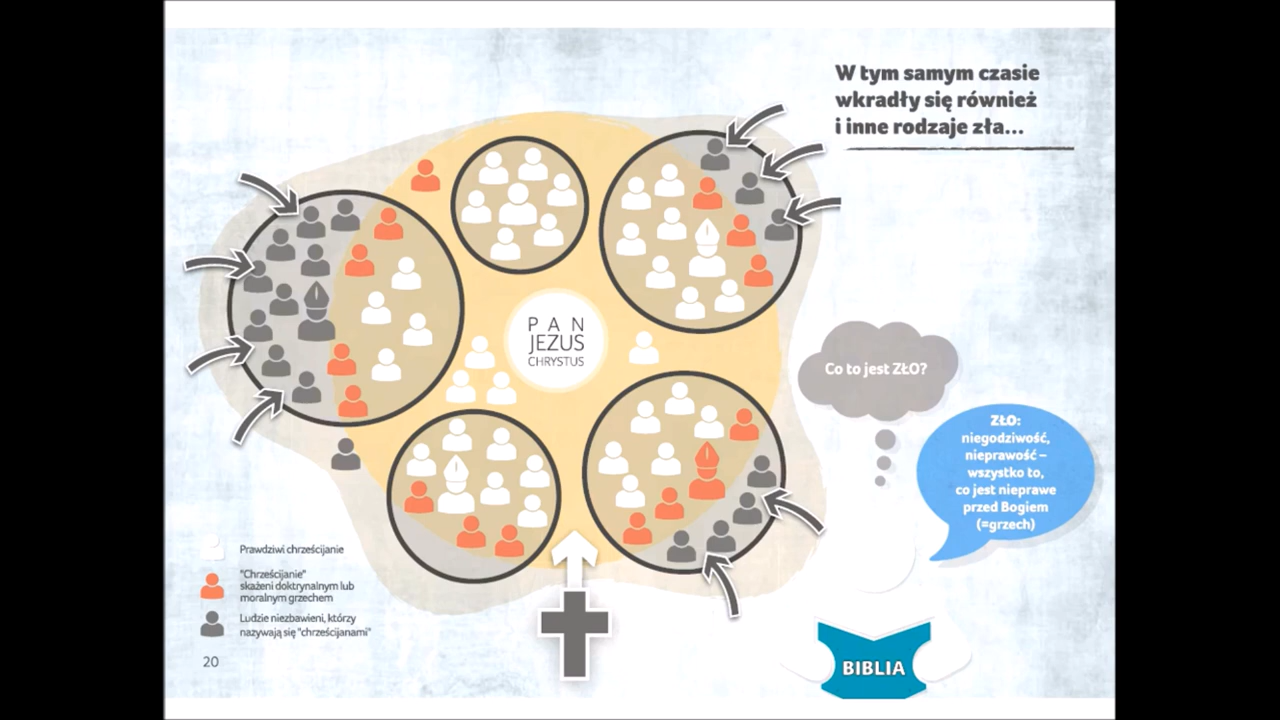 W tym samym czasie
wkradły się również
i inne rodzaje zła...
PAN
JEZUS
CHRYSTUS
Co to jest ZŁO?
ZŁO:
niegodziwość,
nieprawość –
wszystko to,
co jest nieprawe
przed Bogiem
(=grzech)
Prawdziwi chrześcijanie
"Chrześcijanie"
skażeni doktrynalnym lub
moralnym grzechem
Ludzie niezbawieni, którzy
nazywają się "chrześcijanami"
20
BIBLIA